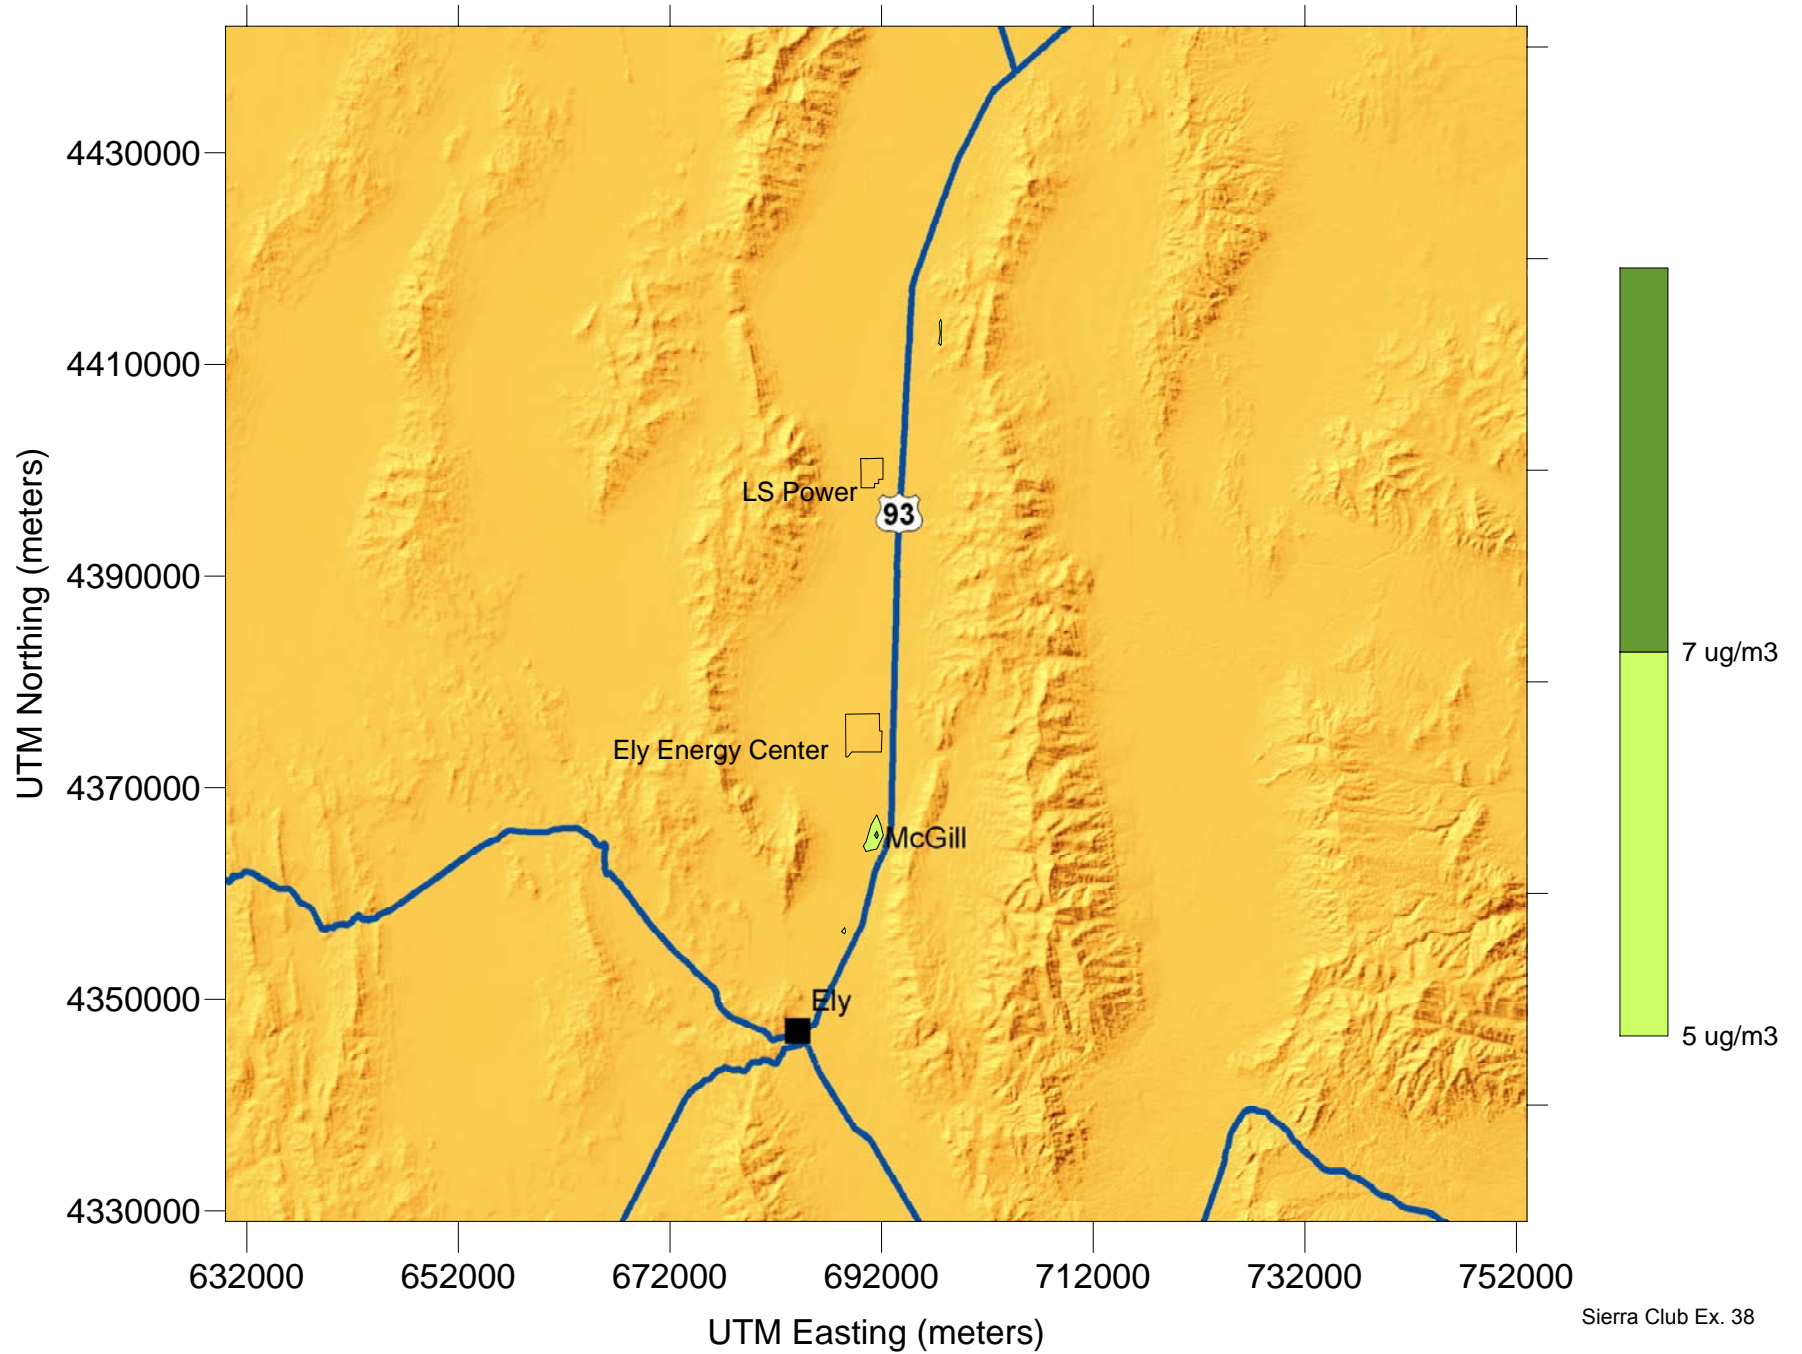 4430000
4410000
4390000
4370000
4350000
4330000
UTM Northing (meters)
LS Power
93
Ely Energy Center
McGill
Ely
7 ug/m3
5 ug/m3
632000
652000
672000
692000
712000
732000
752000
UTM Easting (meters)
Sierra Club Ex. 38